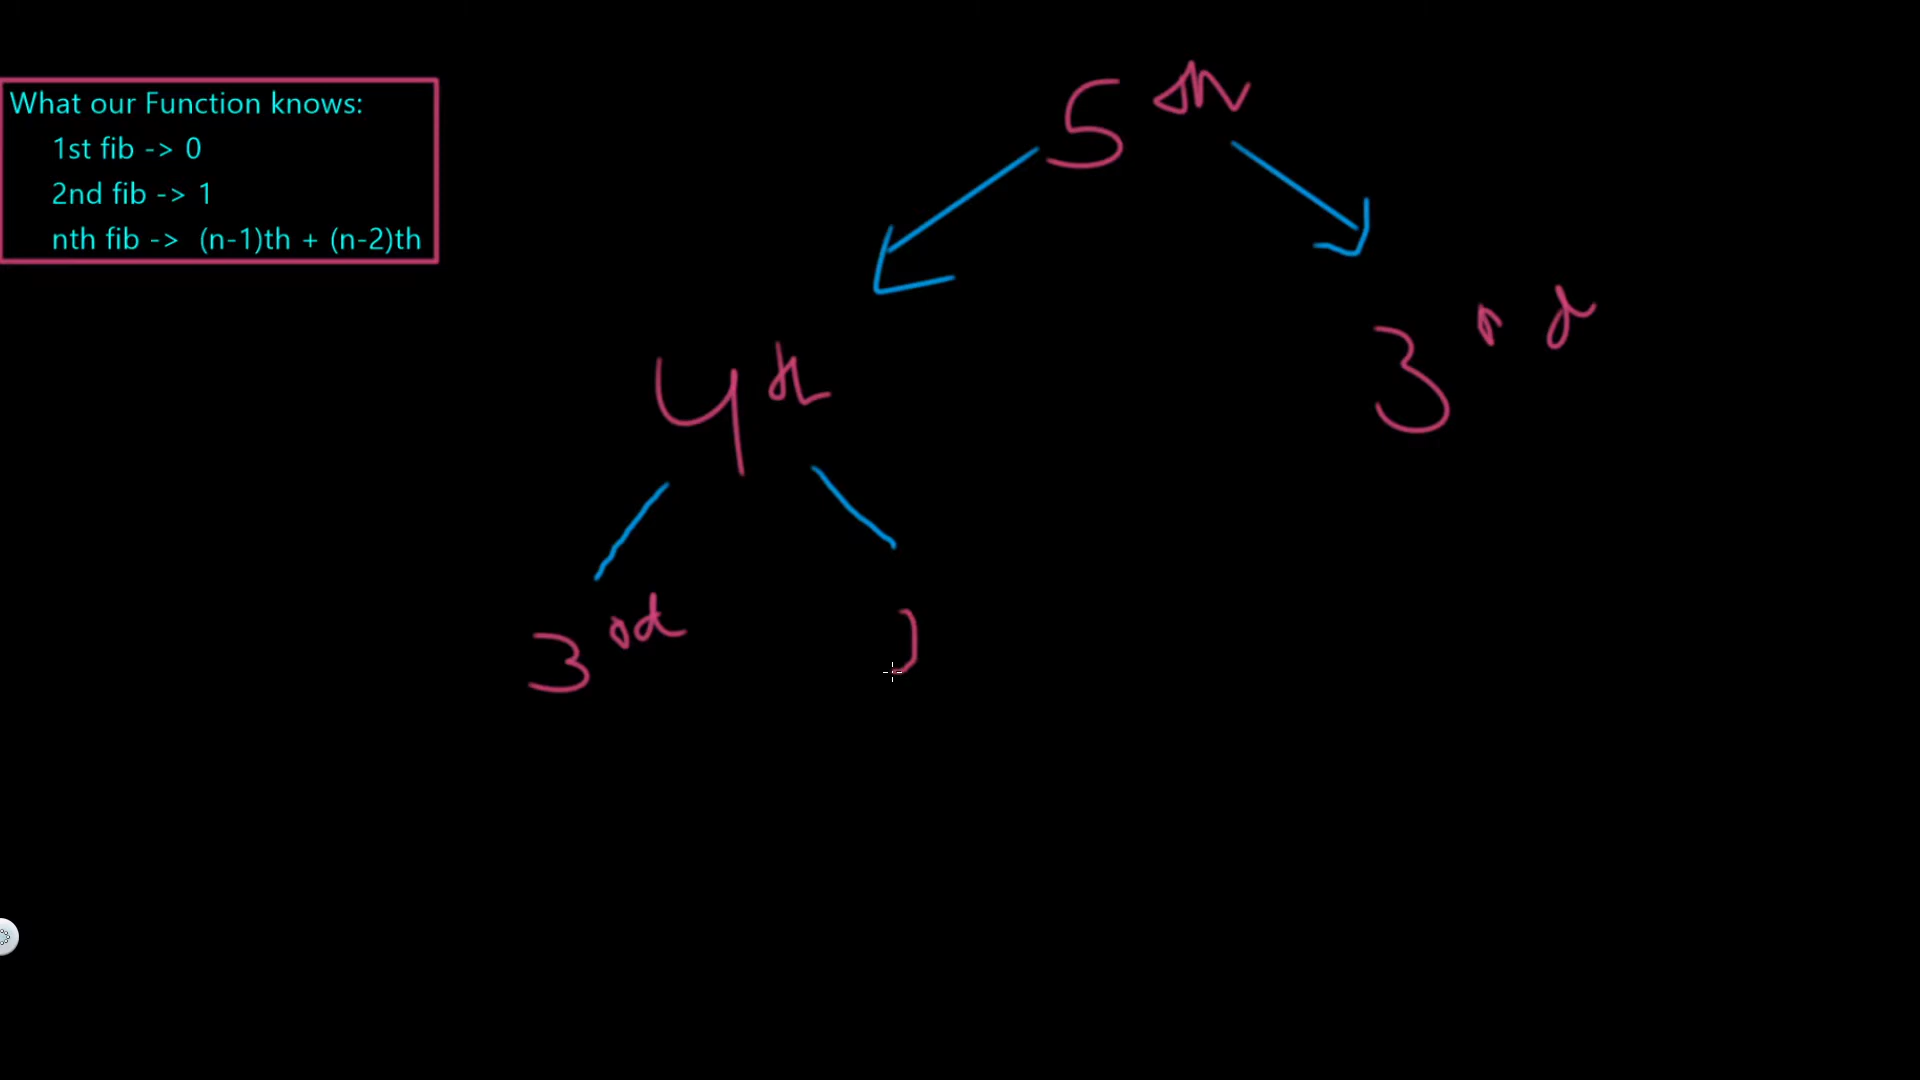 What our Function knows:
1st fib -> 0
2nd fib -> 1
nth fib -> (n-1)th + (n-2)th
5th
4th
3rd
3rd